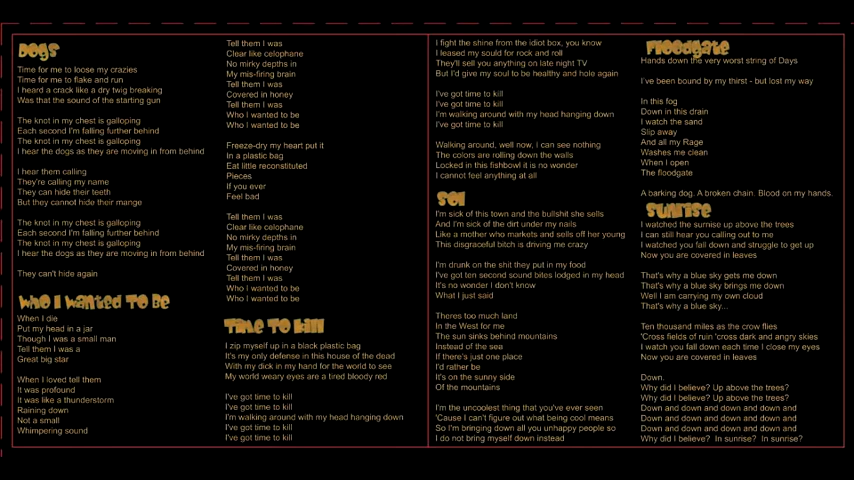 Dogs
Time for me to loose my crazies
Time for me to flake and run
I heard a crack like a dry twig breaking
Was that the sound of the starting gun
The knot in my chest is galloping
Each second I'm falling further behind
The knot in my chest is galloping
I hear the dogs as they are moving in from behind
I hear them calling
They're calling my name
They can hide their teeth
But they cannot hide their mange
The knot in my chest is galloping
Each second I'm falling further behind
The knot in my chest is galloping
I hear the dogs as they are moving in from behind
They can't hide again
Who I Wanted To Be
When I die
Put my head in a jar
Though I was a small man
Tell them I was a
Great big star
When I loved tell them
It was profound
It was like a thunderstorm
Raining down
Not a small
Whimpering sound
Tell them I was
Clear like celophane
No mirky depths in
My mis-firing brain
Tell them I was
Covered in honey
Tell them I was
Who I wanted to be
Who I wanted to be
Freeze-dry my heart put it
In a plastic bag
Eat little reconstituted
Pieces
If you ever
Feel bad
Tell them I was
Clear like celophane
No mirky depths in
My mis-firing brain
Tell them I was
Covered in honey
Tell them I was
Who I wanted to be
Who I wanted to be
Time To Kill
I zip myself up in a black plastic bag
It's my only defense in this house of the dead
With my dick in my hand for the world to see
My world weary eyes are a tired bloody red
I've got time to kill
I've got time to kill
I'm walking around with my head hanging down
I've got time to kill
I've got time to kill
I fight the shine from the idiot box, you know
I leased my sould for rock and roll
They'll sell you anything on late night TV
But I'd give my soul to be healthy and hole again
I've got time to kill
I've got time to kill
I'm walking around with my head hanging down
I've got time to kill
Walking around, well now, I can see nothing
The colors are rolling down the walls
Locked in this fishbowl it is no wonder
I cannot feel anything at all
Sol
I'm sick of this town and the bullshit she sells
And I'm sick of the dirt under my nails
Like a mother who markets and sells off her young
This disgraceful bitch is driving me crazy
I'm drunk on the shit they put in my food
I've got ten second sound bites lodged in my head
It's no wonder I don't know
What I just said
Theres too much land
In the West for me
The sun sinks behind mountains
Instead of the sea
If there's just one place
I'd rather be
It's on the sunny side
Of the mountains
I'm the uncoolest thing that you've ever seen
'Cause I can't figure out what being cool means
So I'm bringing down all you unhappy people so
I do not bring myself down instead
Floodgate
Hands down the very worst string of Days
I've been bound by my thirst - but lost my way
In this fog
Down in this drain
I watch the sand
Slip away
And all my Rage
Washes me clean
When I open
The floodgate
A barking dog. A broken chain. Blood on my hands.
Sunrise
I watched the surnise up above the trees
I can still hear you calling out to me
I watched you fall down and struggle to get up
Now you are covered in leaves
That's why a blue sky gets me down
That's why a blue sky brings me down
Well I am carrying my own cloud
That's why a blue sky...
Ten thousand miles as the crow flies
'Cross fields of ruin 'cross dark and angry skies
I watch you fall down each time I close my eyes
Now you are covered in leaves
Down.
Why did I believe? Up above the trees?
Why did I believe? Up above the trees?
Down and down and down and down and
Down and down and down and down and
Down and down and down and down and
Why did I believe? In sunrise? In sunrise?